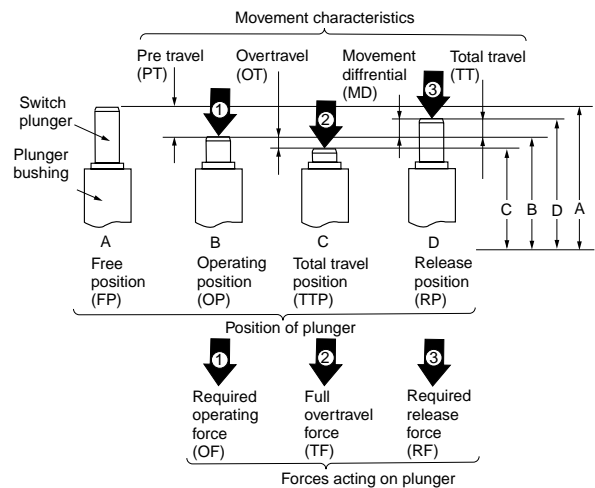 Movement characteristics
Pre travel
(PT)
Overtravel
(OT)
Movement
diffrential
(MD)
Total travel
(TT)
1
2
3
Switch
plunger
Plunger
bushing
C
B
D
A
A
B
C
D
Free
position
(FP)
Operating
position
(OP)
Total travel
position
(TTP)
Release
position
(RP)
Position of plunger
1
2
3
Required
operating
force
(OF)
Full
overtravel
force
(TF)
Required
release
force
(RF)
Forces acting on plunger